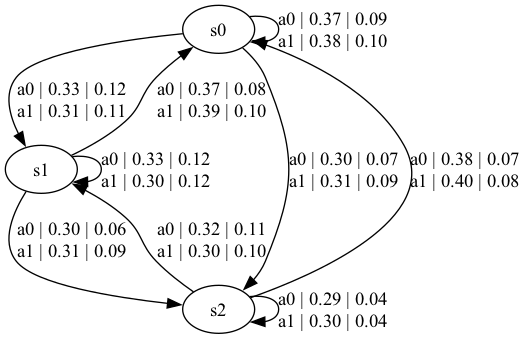 s0
a0 | 0.37 | 0.09
a1 | 0.38 | 0.10
a0 | 0.33 | 0.12
a1 | 0.31 | 0.11
a0 | 0.37 | 0.08
a1 | 0.39 | 0.10
s1
a0 | 0.33 | 0.12
a1 | 0.30 | 0.12
a0 | 0.30 | 0.07
a1 | 0.31 | 0.09
a0 | 0.38 | 0.07
a1 | 0.40 | 0.08
a0 | 0.30 | 0.06
a1 | 0.31 | 0.09
a0 | 0.32 | 0.11
a1 | 0.30 | 0.10
s2
a0 | 0.29 | 0.04
a1 | 0.30 | 0.04